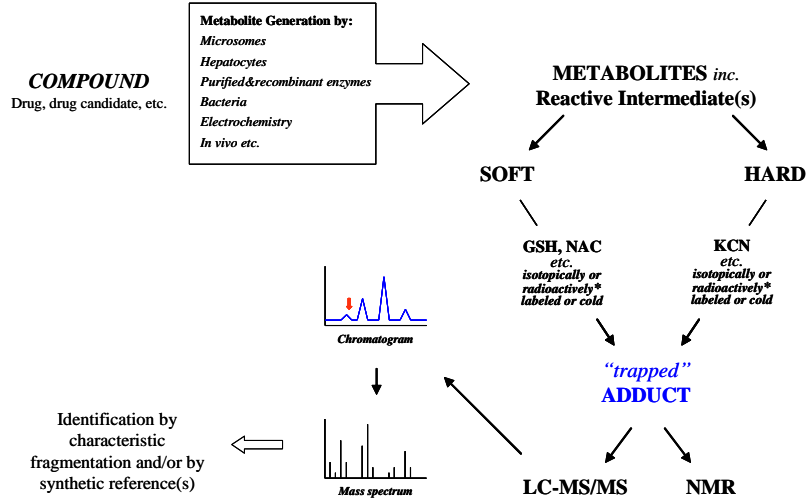 COMPOUND
Drug, drug candidate, etc.
Metabolite Generation by:
Microsomes
Hepatocytes
Purified&recombinant enzymes
Bacteria
Electrochemistry
In vivo etc.
METABOLITES inc.
Reactive Intermediate(s)
SOFT
HARD
GSH, NAC
etc.
isotopically or
radioactively*
labeled or cold
KCN
etc.
isotopically or
radioactively*
labeled or cold
"trapped"
ADDUCT
LC-MS/MS
NMR
Chromatogram
Mass spectrum
Identification by
characteristic
fragmentation and/or by
synthetic reference(s)